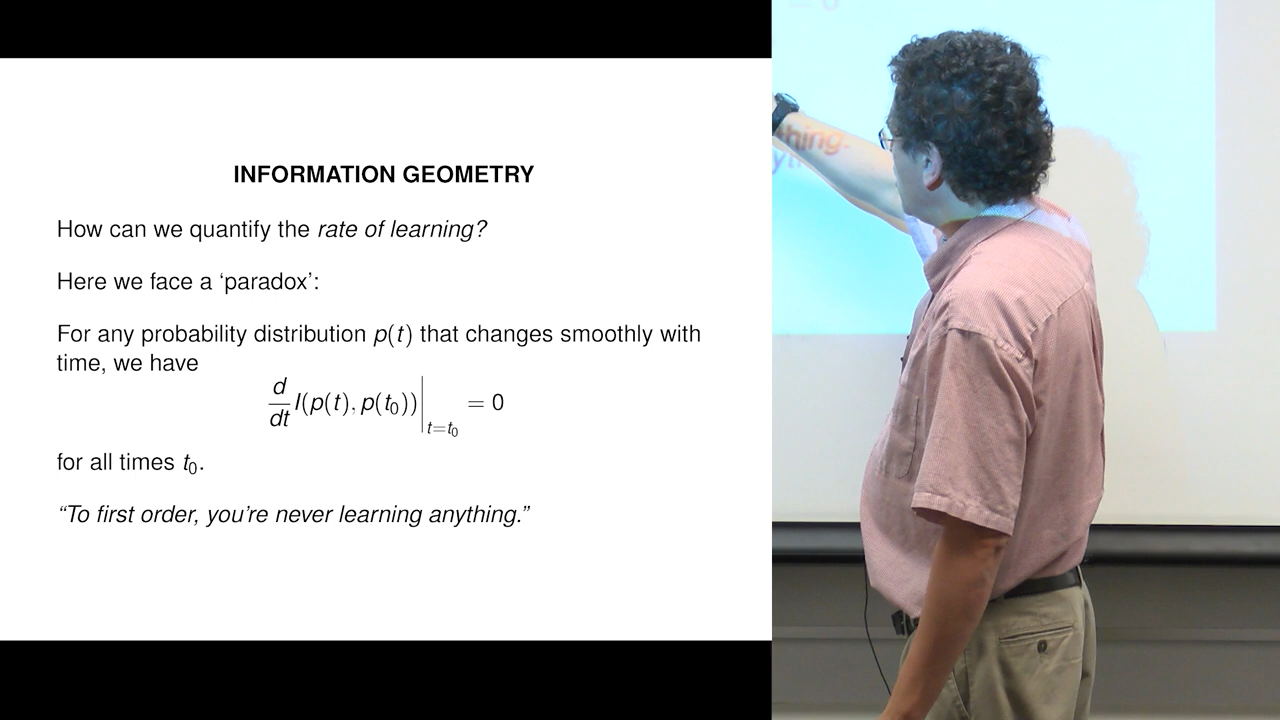 INFORMATION GEOMETRY
How can we quantify the rate of learning?
Here we face a ‘paradox’:
For any probability distribution p(t) that changes smoothly with
time, we have
d/dt I(p(t), p(t₀))|ₜ₌ₜ₀ = 0
for all times t₀.
“To first order, you’re never learning anything.”
= 0
thing.